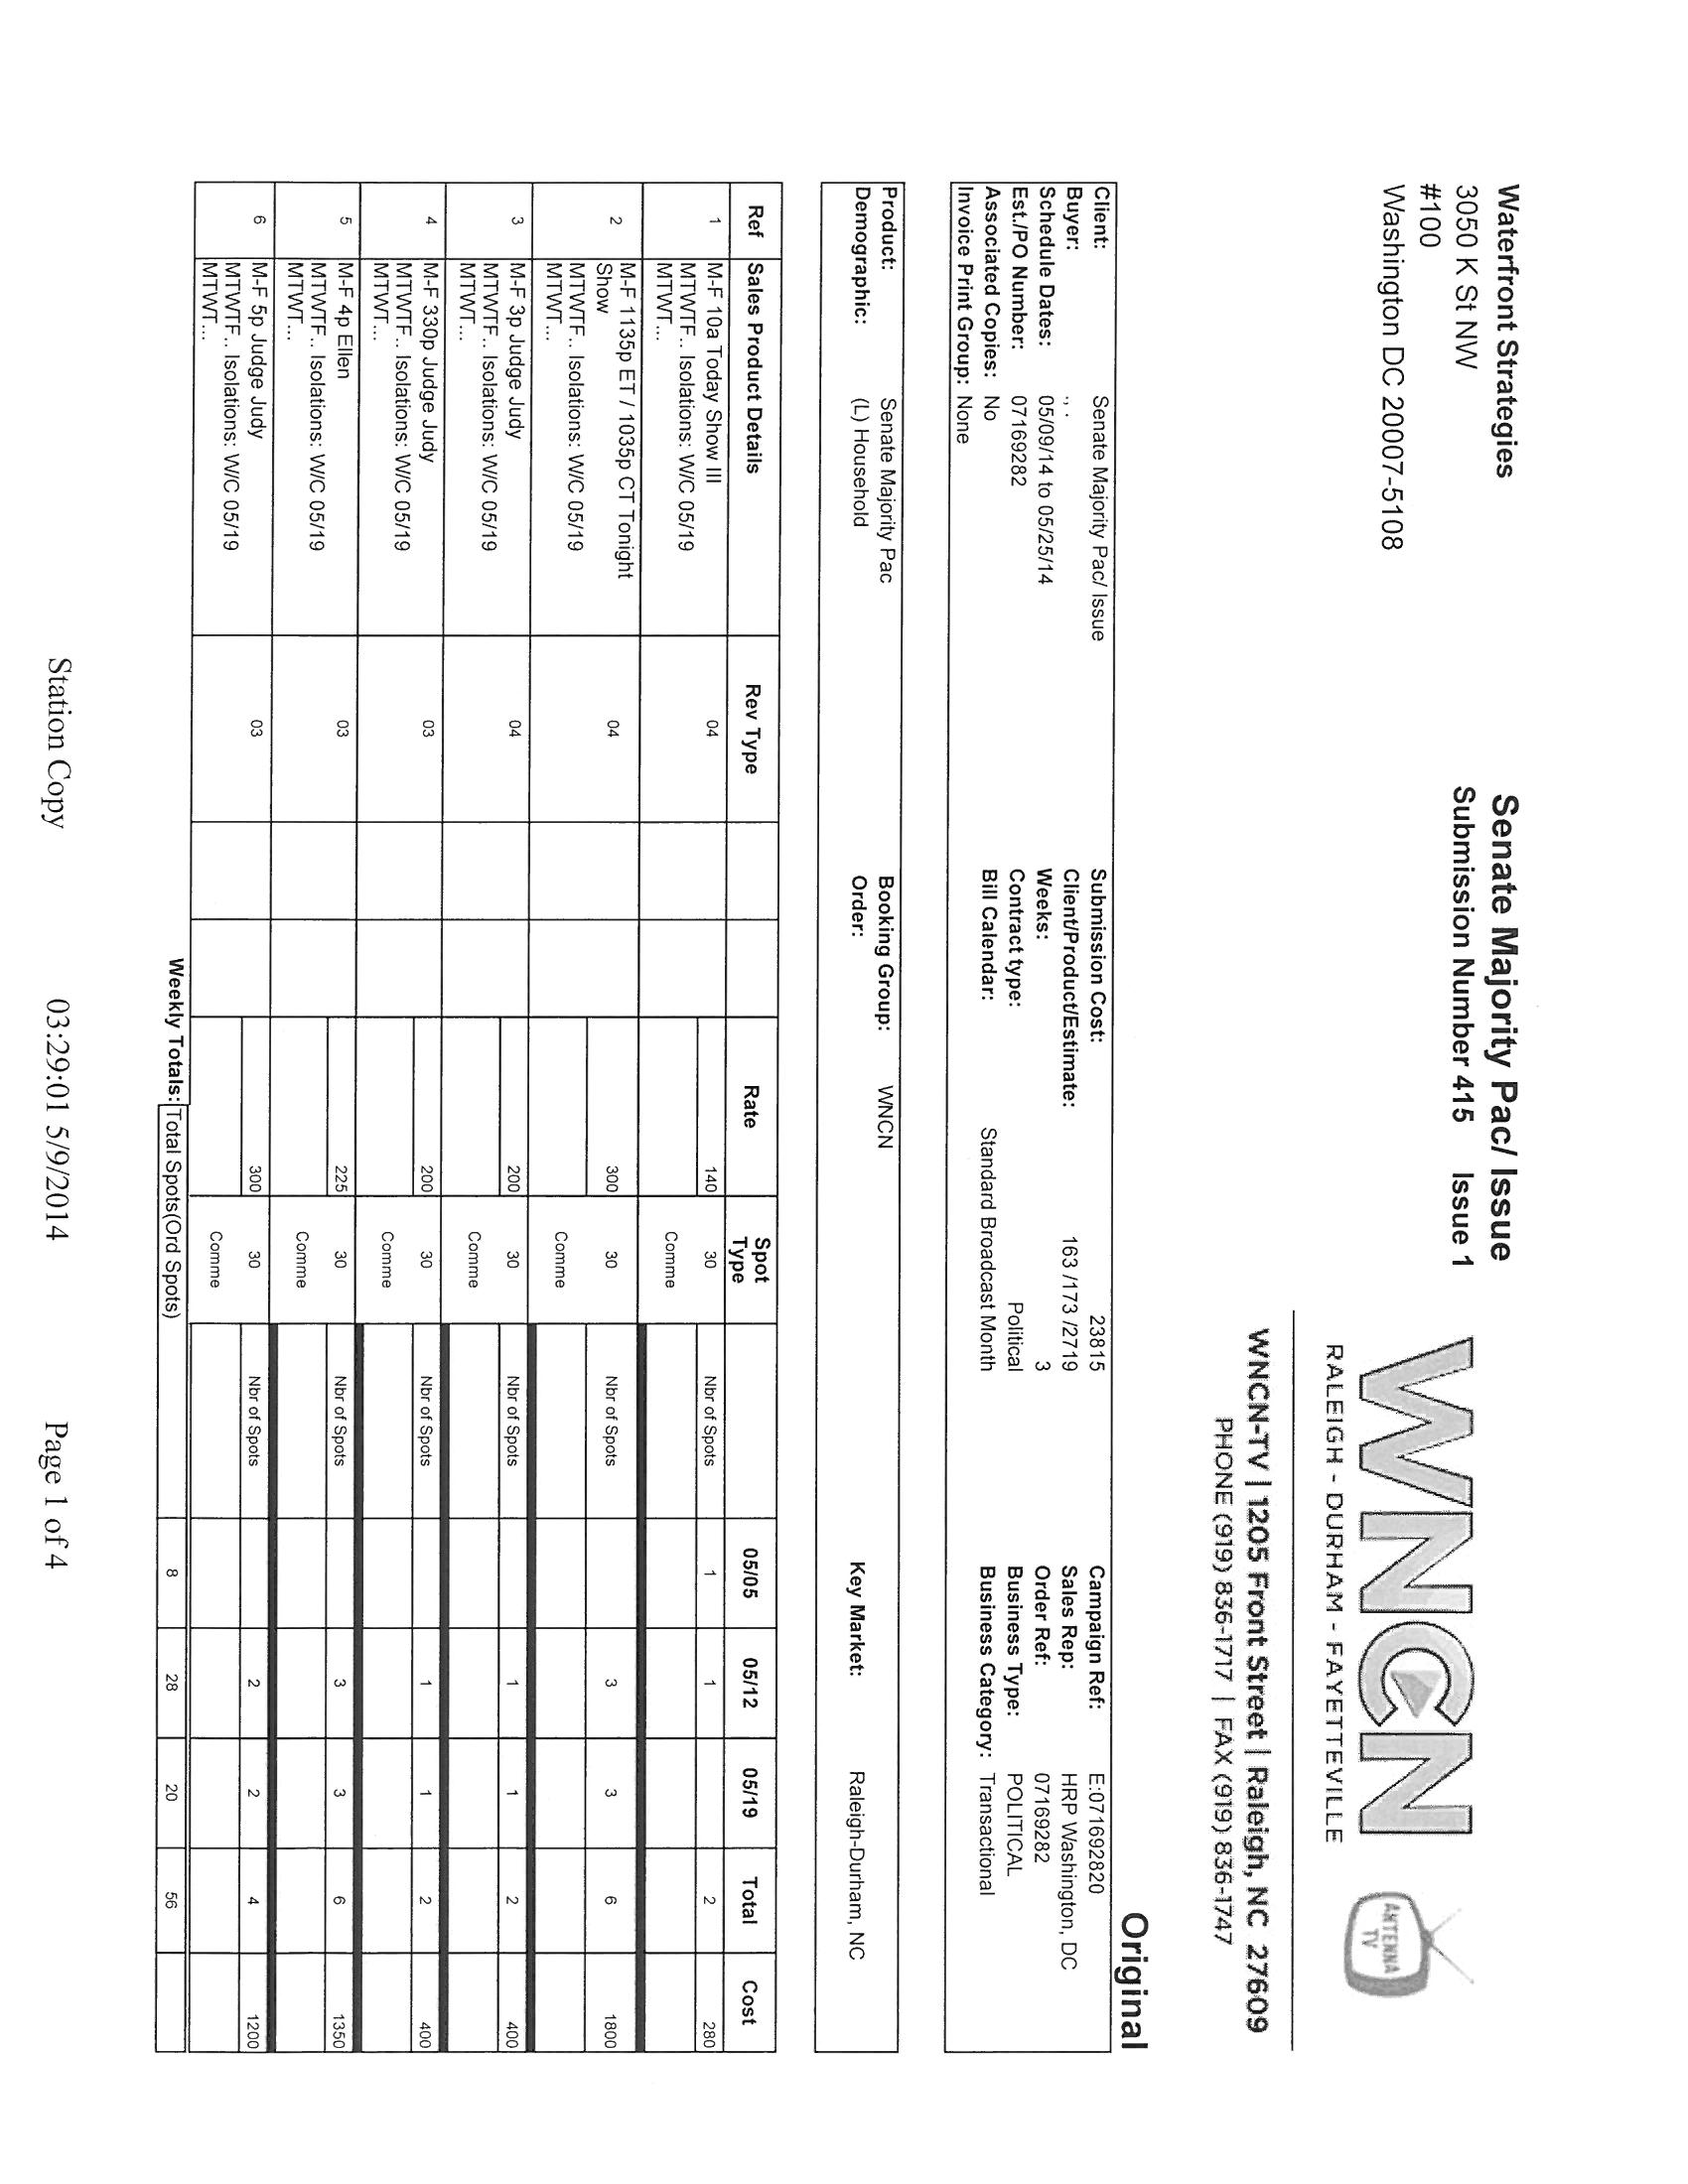 Waterfront Strategies
3050 K St NW
#100
Washington DC 20007-5108
Senate Majority Pac/ Issue
Submission Number 415 Issue 1
WNCN
RALEIGH - DURHAM - FAYETTEVILLE
ANTENNA
TV
WNCN-TV | 1205 Front Street | Raleigh, NC 27609
PHONE (919) 836-1717 | FAX (919) 836-1747
Original
Client: Senate Majority Pac/ Issue Submission Cost: 23815 Campaign Ref: E:071692820
Buyer: ., . Client/Product/Estimate: 163 /173 /2719 Sales Rep: HRP Washington, DC
Schedule Dates: 05/09/14 to 05/25/14 Weeks: 3 Order Ref: 07169282
Est./PO Number: 07169282 Contract type: Political Business Type: POLITICAL
Associated Copies: No Bill Calendar: Standard Broadcast Month Business Category: Transactional
Invoice Print Group: None
Product: Senate Majority Pac Booking Group: WNCN
Demographic: (L) Household Order: Key Market: Raleigh-Durham, NC
Ref Sales Product Details Rev Type Rate Spot Type 05/05 05/12 05/19 Total Cost
1 M-F 10a Today Show III 04 140 30 Nbr of Spots 1 1 2 280
MTWTF.. Isolations: W/C 05/19 Comme
MTWT...
2 M-F 1135p ET / 1035p CT Tonight 04 300 30 Nbr of Spots 3 3 6 1800
Show
MTWTF.. Isolations: W/C 05/19 Comme
MTWT...
3 M-F 3p Judge Judy 04 200 30 Nbr of Spots 1 1 2 400
MTWTF.. Isolations: W/C 05/19 Comme
MTWT...
4 M-F 330p Judge Judy 03 200 30 Nbr of Spots 1 1 2 400
MTWTF.. Isolations: W/C 05/19 Comme
MTWT...
5 M-F 4p Ellen 03 225 30 Nbr of Spots 3 3 6 1350
MTWTF.. Isolations: W/C 05/19 Comme
MTWT...
6 M-F 5p Judge Judy 03 300 30 Nbr of Spots 2 2 4 1200
MTWTF.. Isolations: W/C 05/19 Comme
MTWT...
Weekly Totals: Total Spots(Ord Spots) 8 28 20 56
Station Copy 03:29:01 5/9/2014 Page 1 of 4